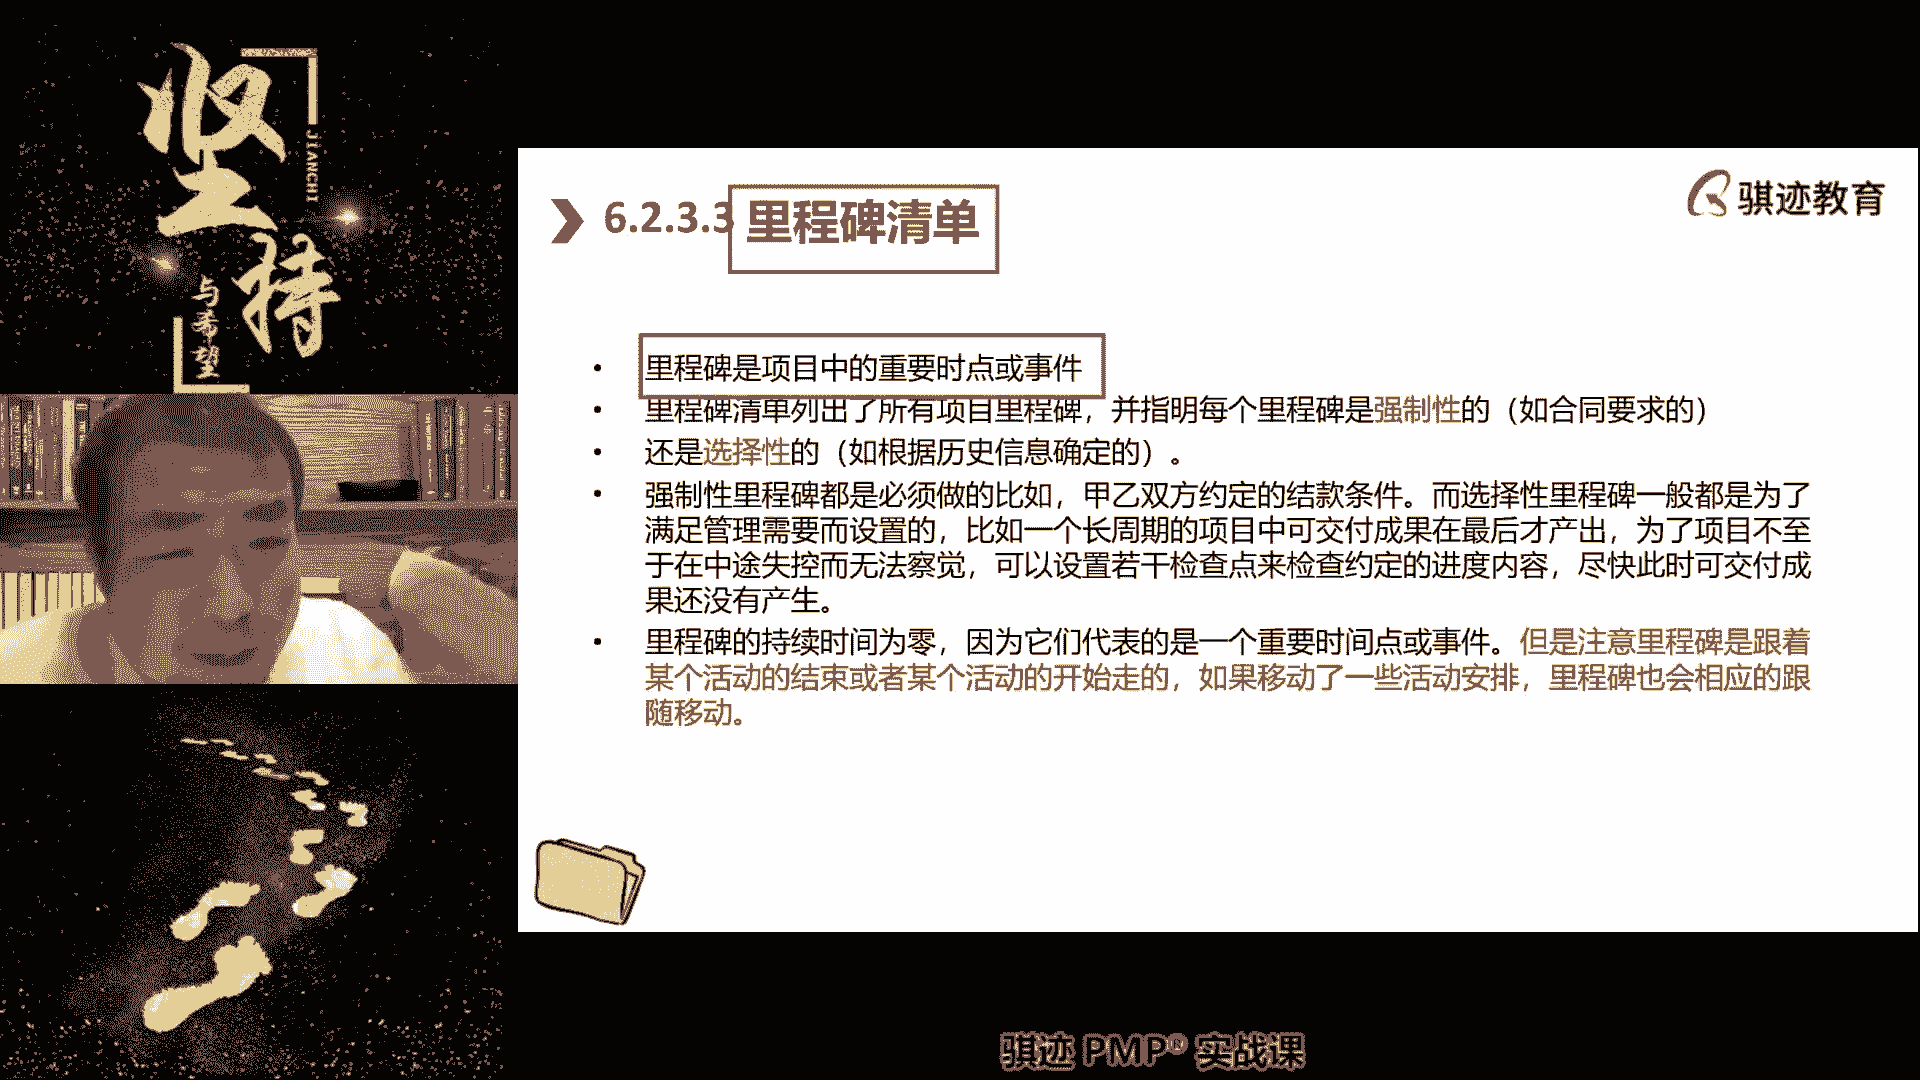 坚持
JIANCHI
与希望
骐迹教育
6.2.3.3 里程碑清单
• 里程碑是项目中的重要时点或事件
• 里程碑清单列出了所有项目里程碑，并指明每个里程碑是强制性的（如合同要求的）
• 还是选择性的（如根据历史信息确定的）。
• 强制性里程碑都是必须做的比如，甲乙双方约定的结款条件。而选择性里程碑一般都是为了
满足管理需要而设置的，比如一个长周期的项目中可交付成果在最后才产出，为了项目不至
于在中途失控而无法察觉，可以设置若干检查点来检查约定的进度内容，尽快此时可交付成
果还没有产生。
• 里程碑的持续时间为零，因为它们代表的是一个重要时间点或事件。但是注意里程碑是跟着
某个活动的结束或者某个活动的开始走的，如果移动了一些活动安排，里程碑也会相应的跟
随移动。
骐迹 PMP® 实战课